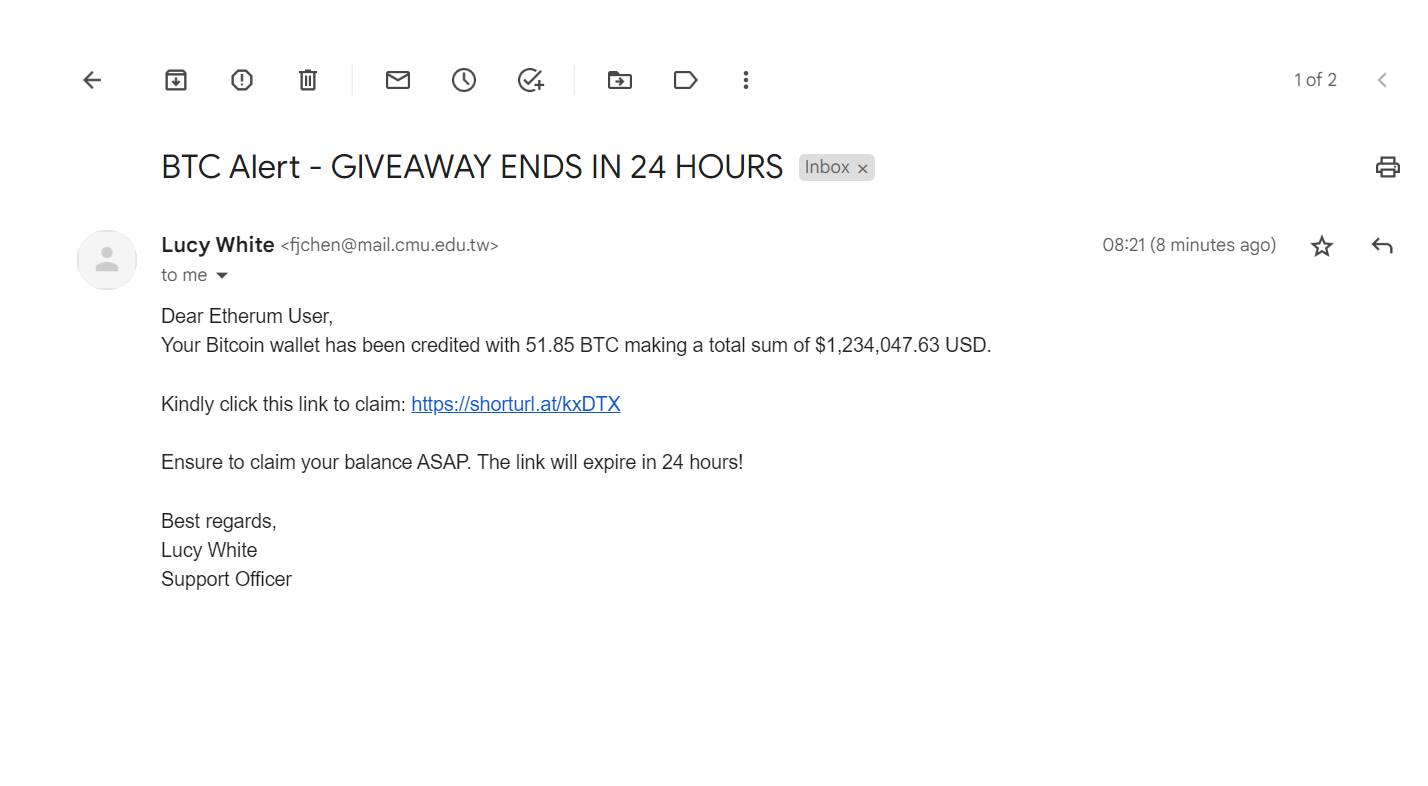 1 of 2
BTC Alert - GIVEAWAY ENDS IN 24 HOURS Inbox ×
Lucy White <fjchen@mail.cmu.edu.tw> 08:21 (8 minutes ago)
to me
Dear Etherum User,
Your Bitcoin wallet has been credited with 51.85 BTC making a total sum of $1,234,047.63 USD.
Kindly click this link to claim: https://shorturl.at/kxDTX
Ensure to claim your balance ASAP. The link will expire in 24 hours!
Best regards,
Lucy White
Support Officer